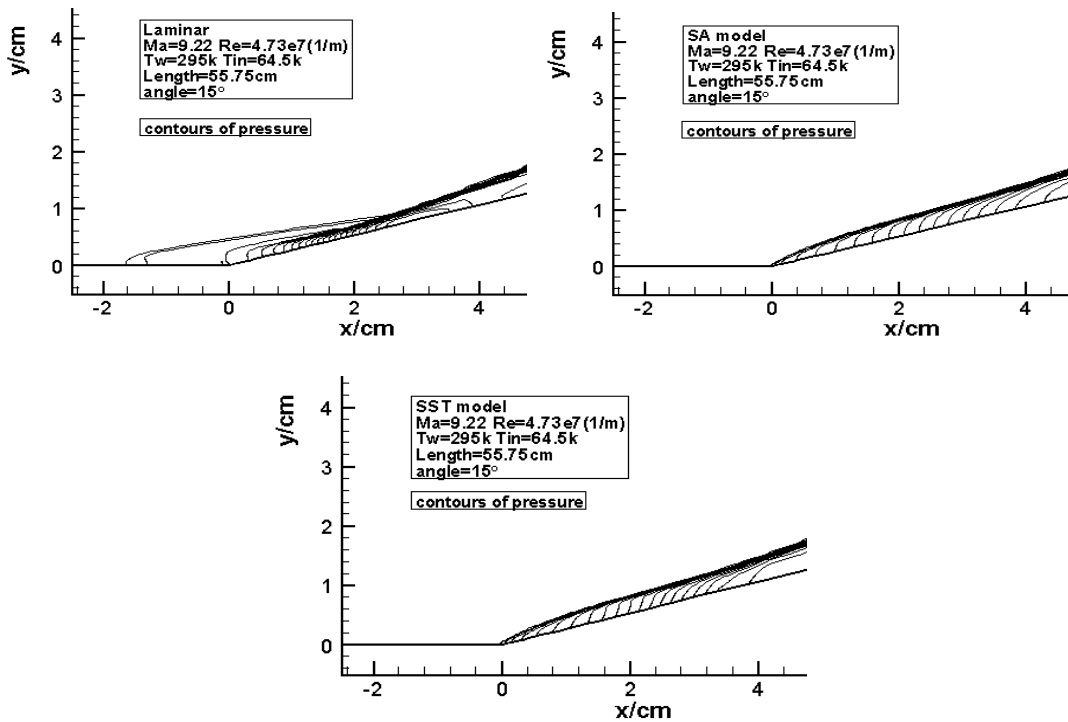 y/cm
4
3
2
1
0
Laminar
Ma=9.22 Re=4.73e7(1/m)
Tw=295k Tin=64.5k
Length=55.75cm
angle=15°
contours of pressure
-2
0
2
4
x/cm
y/cm
4
3
2
1
0
SA model
Ma=9.22 Re=4.73e7(1/m)
Tw=295k Tin=64.5k
Length=55.75cm
angle=15°
contours of pressure
-2
0
2
4
x/cm
y/cm
4
3
2
1
0
SST model
Ma=9.22 Re=4.73e7(1/m)
Tw=295k Tin=64.5k
Length=55.75cm
angle=15°
contours of pressure
-2
0
2
4
x/cm